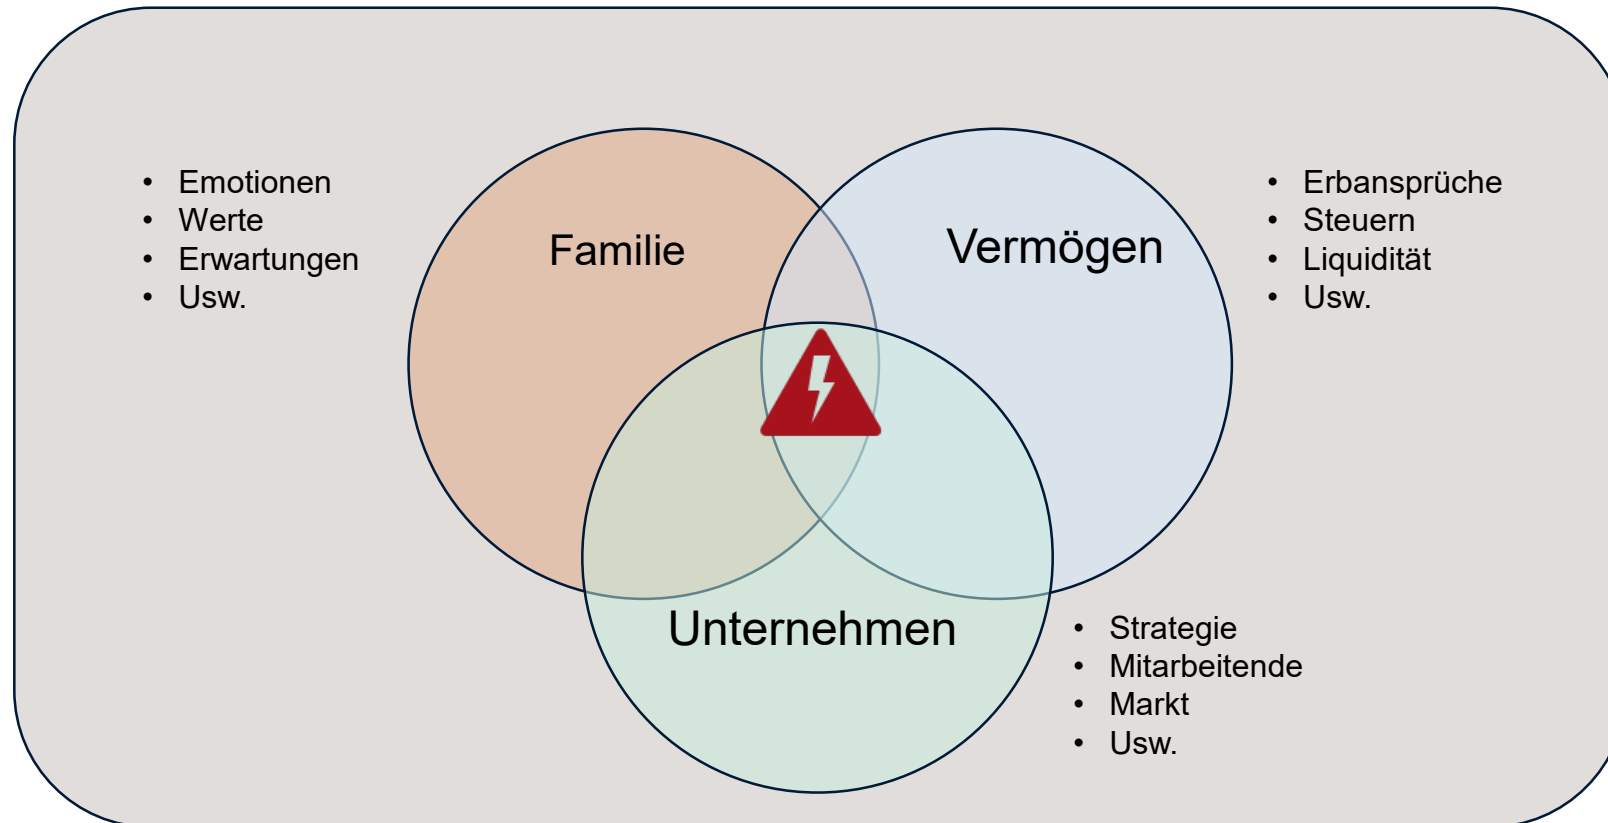 • Emotionen
• Werte
• Erwartungen
• Usw.
Familie
Vermögen
• Erbansprüche
• Steuern
• Liquidität
• Usw.
Unternehmen
• Strategie
• Mitarbeitende
• Markt
• Usw.